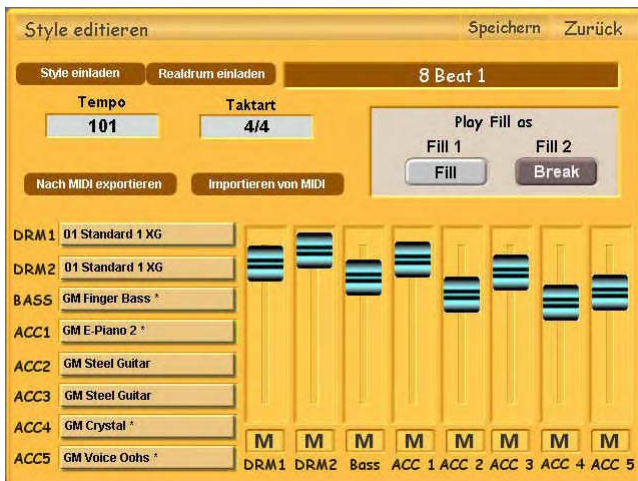 Style editieren Speichern Zurück
Style einladen Realdrum einladen 8 Beat 1
Tempo Taktart
101 4/4
Play Fill as
Fill 1 Fill 2
Fill Break
Nach MIDI exportieren Importieren von MIDI
DRM1 01 Standard 1 XG
DRM2 01 Standard 1 XG
BASS GM Finger Bass *
ACC1 GM E-Piano 2 *
ACC2 GM Steel Guitar
ACC3 GM Steel Guitar
ACC4 GM Crystal *
ACC5 GM Voice Oohs *
M M M M M M M M
DRM1 DRM2 Bass ACC 1 ACC 2 ACC 3 ACC 4 ACC 5